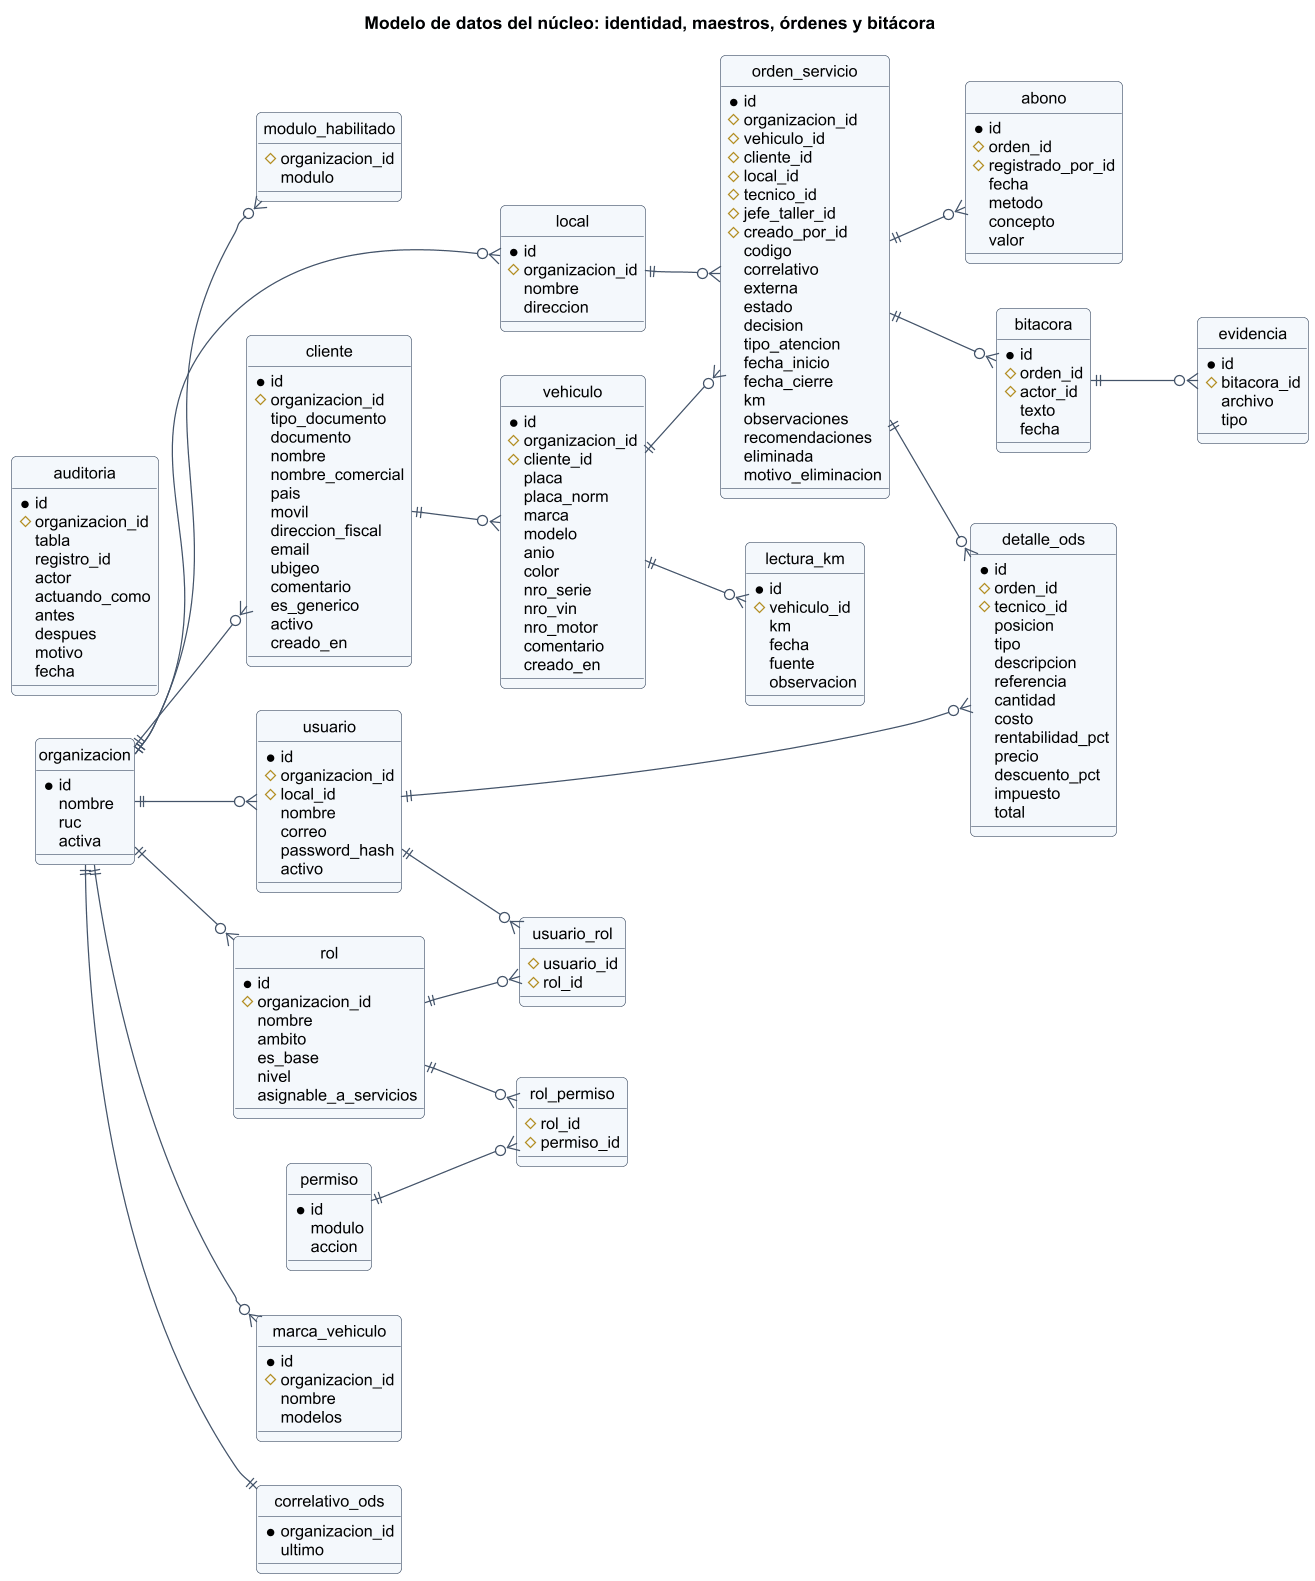 Modelo de datos del núcleo: identidad, maestros, órdenes y bitácora
modulo_habilitado
organizacion_id
modulo
local
id
organizacion_id
nombre
direccion
orden_servicio
id
organizacion_id
vehiculo_id
cliente_id
local_id
tecnico_id
jefe_taller_id
creado_por_id
codigo
correlativo
externa
estado
decision
tipo_atencion
fecha_inicio
fecha_cierre
km
observaciones
recomendaciones
eliminada
motivo_eliminacion
abono
id
orden_id
registrado_por_id
fecha
metodo
concepto
valor
bitacora
id
orden_id
actor_id
texto
fecha
evidencia
id
bitacora_id
archivo
tipo
cliente
id
organizacion_id
tipo_documento
documento
nombre
nombre_comercial
pais
movil
direccion_fiscal
email
ubigeo
comentario
es_generico
activo
creado_en
vehiculo
id
organizacion_id
cliente_id
placa
placa_norm
marca
modelo
anio
color
nro_serie
nro_vin
nro_motor
comentario
creado_en
auditoria
id
organizacion_id
tabla
registro_id
actor
actuando_como
antes
despues
motivo
fecha
lectura_km
id
vehiculo_id
km
fecha
fuente
observacion
detalle_ods
id
orden_id
tecnico_id
posicion
tipo
descripcion
referencia
cantidad
costo
rentabilidad_pct
precio
descuento_pct
impuesto
total
organizacion
id
nombre
ruc
activa
usuario
id
organizacion_id
local_id
nombre
correo
password_hash
activo
usuario_rol
usuario_id
rol_id
rol
id
organizacion_id
nombre
ambito
es_base
nivel
asignable_a_servicios
rol_permiso
rol_id
permiso_id
permiso
id
modulo
accion
marca_vehiculo
id
organizacion_id
nombre
modelos
correlativo_ods
organizacion_id
ultimo